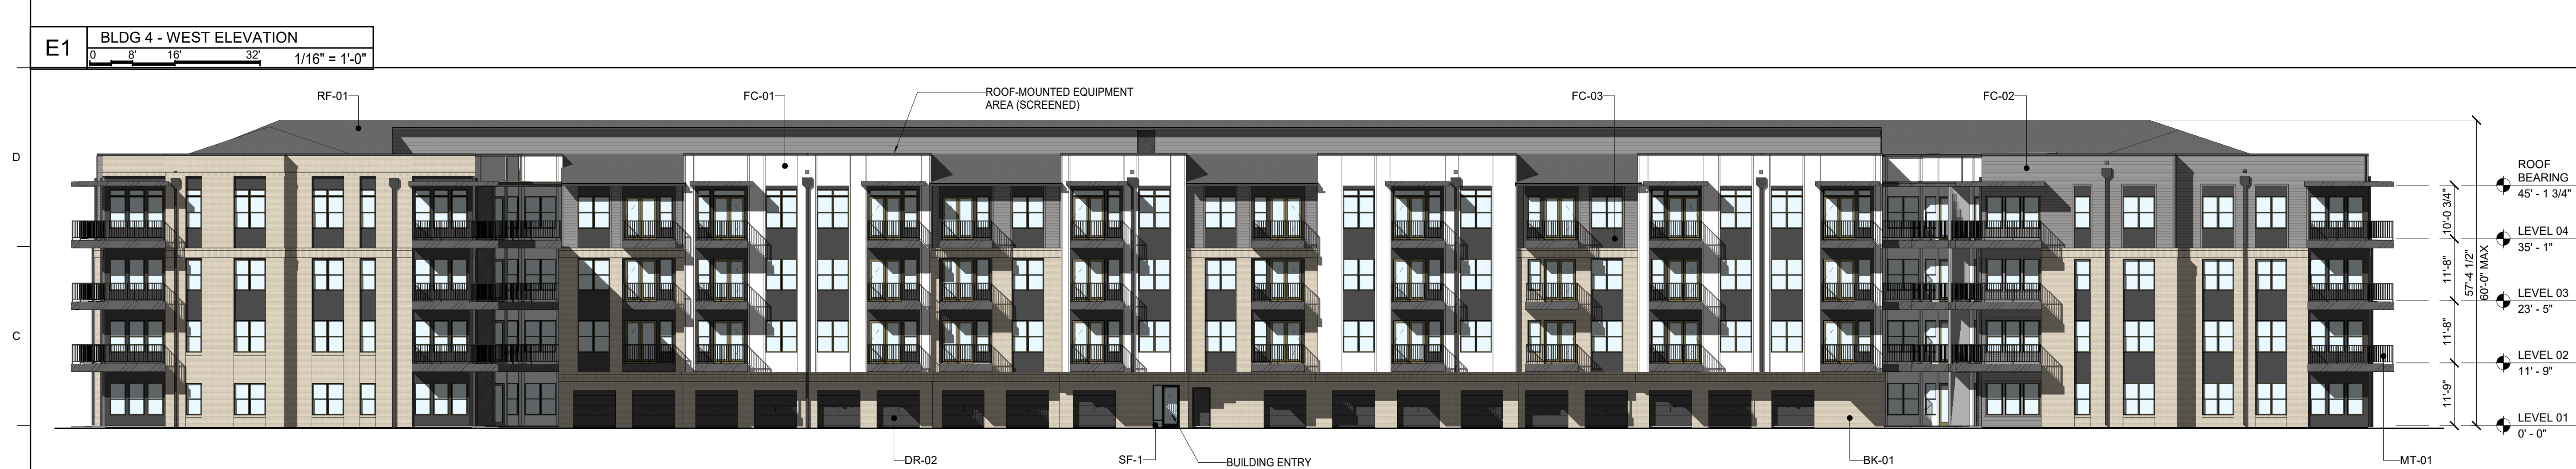 E1
BLDG 4 - WEST ELEVATION
0 8' 16' 32'
1/16" = 1'-0"
RF-01
FC-01
ROOF-MOUNTED EQUIPMENT
AREA (SCREENED)
FC-03
FC-02
D
C
ROOF
BEARING
45' - 1 3/4"
LEVEL 04
35' - 1"
LEVEL 03
23' - 5"
LEVEL 02
11' - 9"
LEVEL 01
0' - 0"
10'-0 3/4"
11'-8"
11'-8"
11'-9"
57'-4 1/2"
60'-0" MAX
DR-02
SF-1
BUILDING ENTRY
BK-01
MT-01